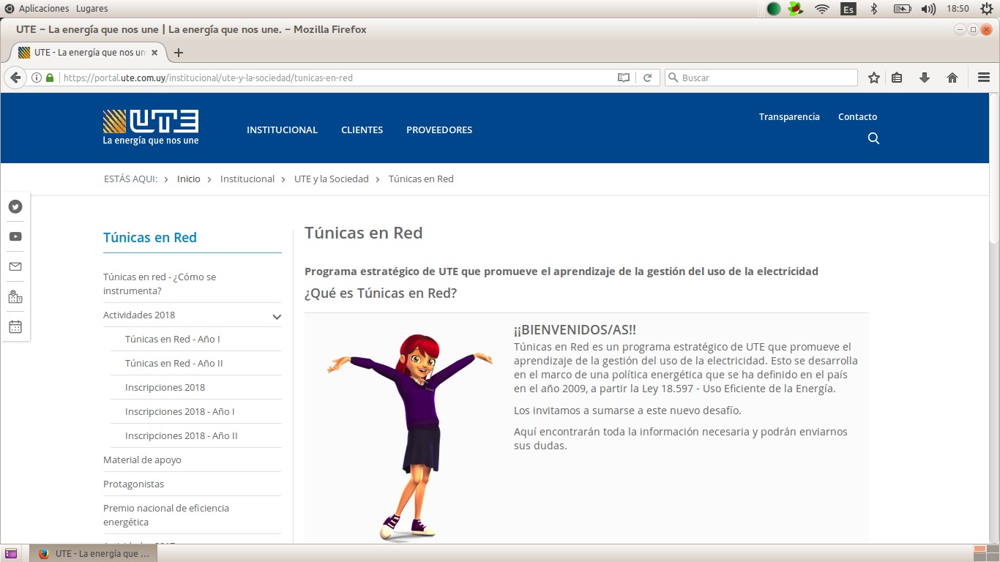 Aplicaciones Lugares
Es
18:50
UTE – La energía que nos une | La energía que nos une. – Mozilla Firefox
UTE - La energía que nos un
https://portal.ute.com.uy/institucional/ute-y-la-sociedad/tunicas-en-red
Buscar
UTE
La energía que nos une
INSTITUCIONAL CLIENTES PROVEEDORES
Transparencia Contacto
ESTÁS AQUI: > Inicio > Institucional > UTE y la Sociedad > Túnicas en Red
Túnicas en Red
Túnicas en red - ¿Cómo se
instrumenta?
Actividades 2018
Túnicas en Red - Año I
Túnicas en Red - Año II
Inscripciones 2018
Inscripciones 2018 - Año I
Inscripciones 2018 - Año II
Material de apoyo
Protagonistas
Premio nacional de eficiencia
energética
Túnicas en Red
Programa estratégico de UTE que promueve el aprendizaje de la gestión del uso de la electricidad
¿Qué es Túnicas en Red?
¡¡BIENVENIDOS/AS!!
Túnicas en Red es un programa estratégico de UTE que promueve el
aprendizaje de la gestión del uso de la electricidad. Esto se desarrolla
en el marco de una política energética que se ha definido en el país
en el año 2009, a partir la Ley 18.597 - Uso Eficiente de la Energía.
Los invitamos a sumarse a este nuevo desafío.
Aquí encontrarán toda la información necesaria y podrán enviarnos
sus dudas.
UTE - La energía que ...